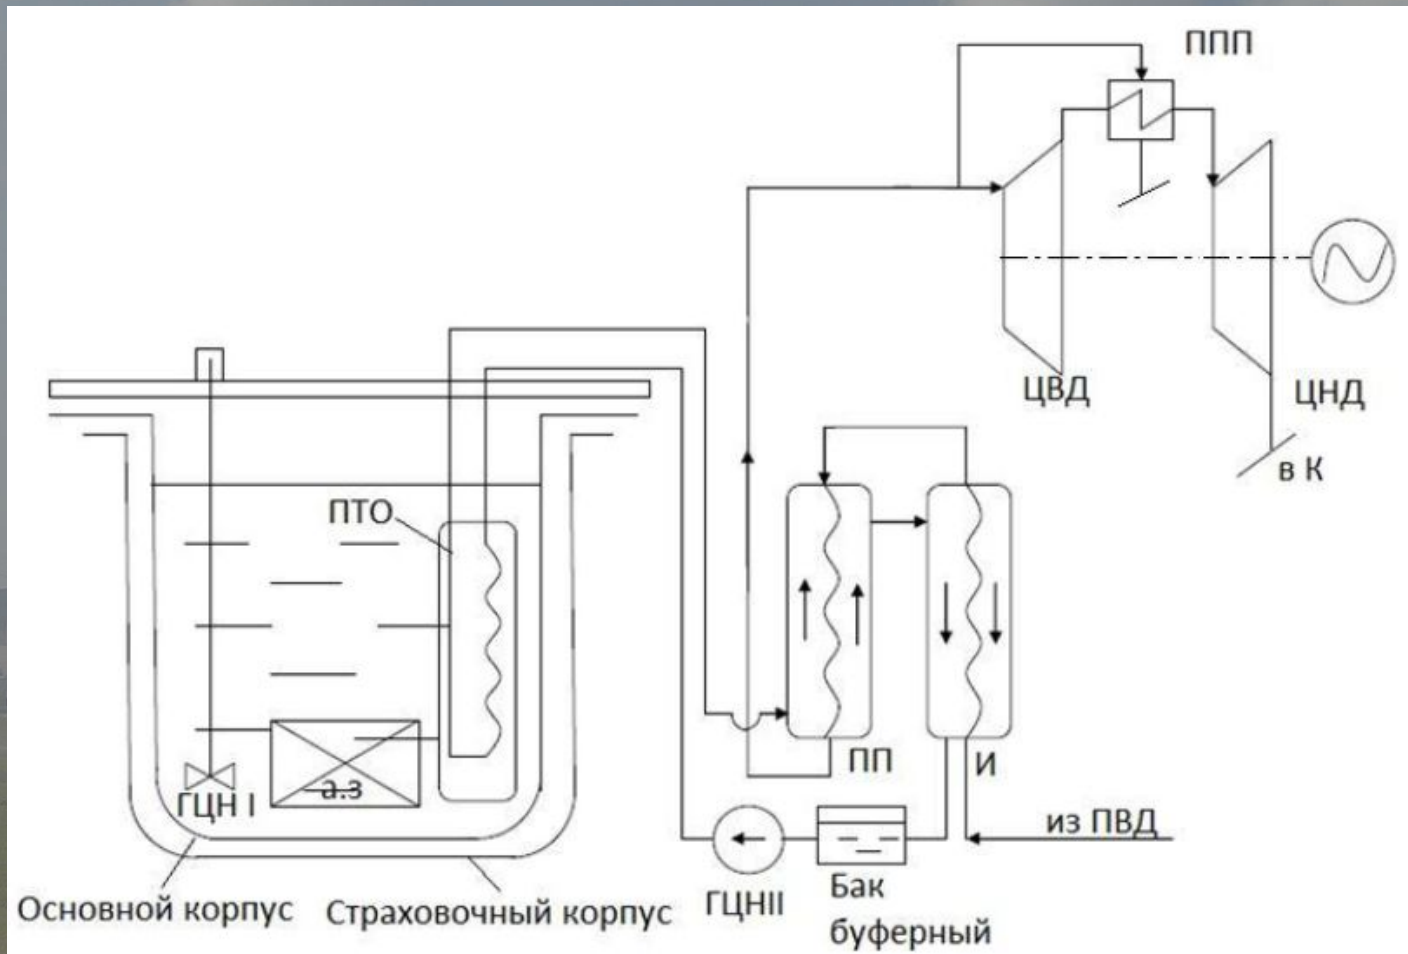 ППП
ЦВД
ЦНД
в К
ПТО
ПП
И
а.з
ГЦН I
из ПВД
Основной корпус
Страховочный корпус
ГЦНII
Бак
буферный